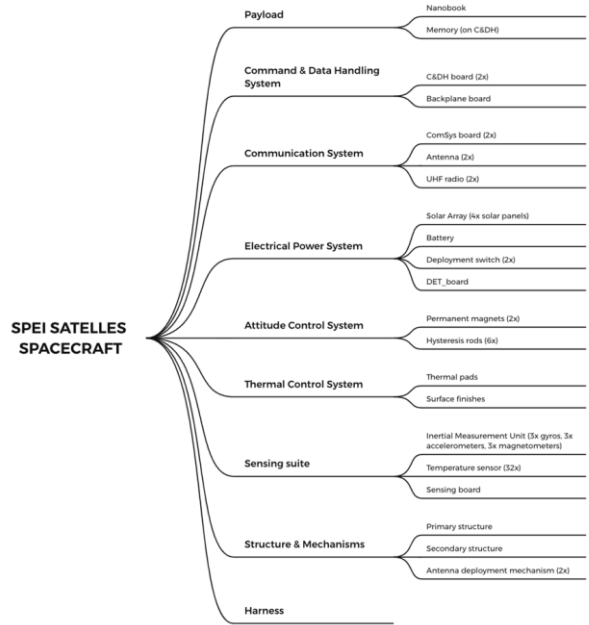 SPEI SATELLES
SPACECRAFT
Payload
Nanobook
Memory (on C&DH)
Command & Data Handling
System
C&DH board (2x)
Backplane board
Communication System
ComSys board (2x)
Antenna (2x)
UHF radio (2x)
Electrical Power System
Solar Array (4x solar panels)
Battery
Deployment switch (2x)
DET_board
Attitude Control System
Permanent magnets (2x)
Hysteresis rods (6x)
Thermal Control System
Thermal pads
Surface finishes
Sensing suite
Inertial Measurement Unit (3x gyros, 3x
accelerometers, 3x magnetometers)
Temperature sensor (32x)
Sensing board
Structure & Mechanisms
Primary structure
Secondary structure
Antenna deployment mechanism (2x)
Harness